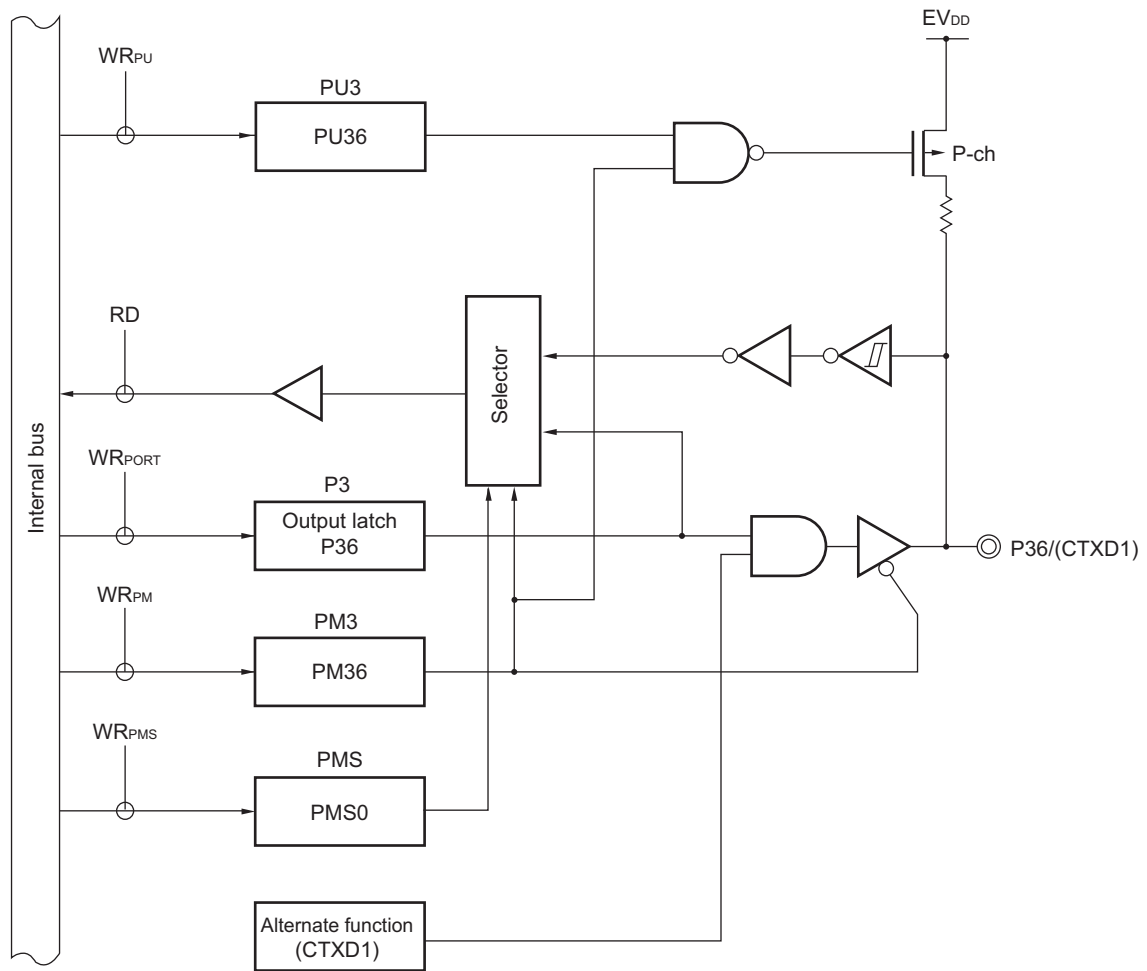 EVDD
WRPU
PU3
PU36
P-ch
RD
Selector
Internal bus
WRPORT
P3
Output latch
P36
P36/(CTXD1)
WRPM
PM3
PM36
WRPMS
PMS
PMS0
Alternate function
(CTXD1)